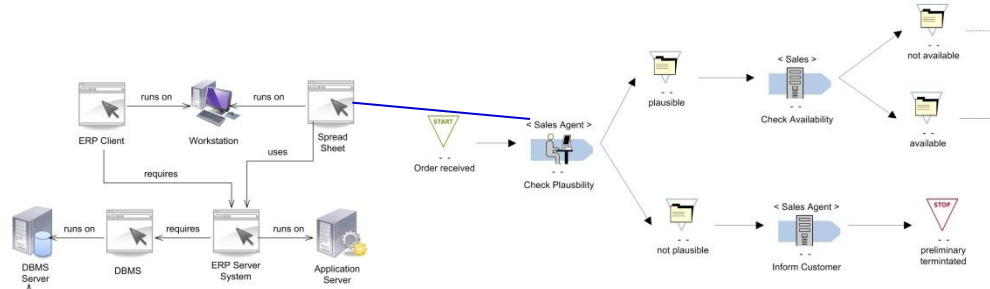 ERP Client
runs on
Workstation
runs on
Spread
Sheet
uses
requires
DBMS
Server
runs on
DBMS
requires
ERP Server
System
runs on
Application
Server
START
- -
Order received
< Sales Agent >
- -
Check Plausbility
- -
plausible
< Sales >
- -
Check Availability
- -
not available
- -
available
- -
not plausible
< Sales Agent >
- -
Inform Customer
STOP
- -
preliminary
termintated